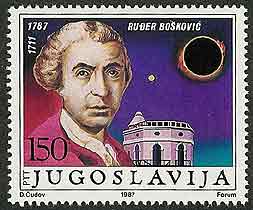 1787
1711
RUĐER BOŠKOVIĆ
150
PTT
JUGOSLAVIJA
D. Čudov
1987
Forum